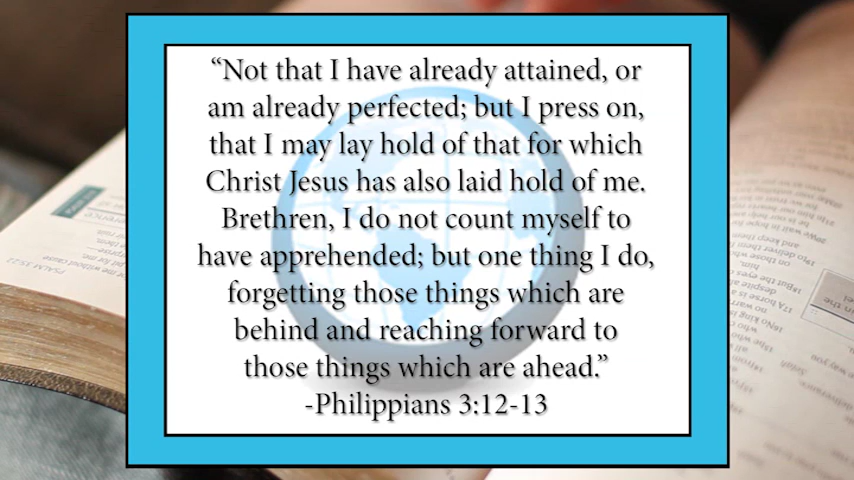 “Not that I have already attained, or
am already perfected; but I press on,
that I may lay hold of that for which
Christ Jesus has also laid hold of me.
Brethren, I do not count myself to
have apprehended; but one thing I do,
forgetting those things which are
behind and reaching forward to
those things which are ahead.”
-Philippians 3:12-13
PSALM 35:22